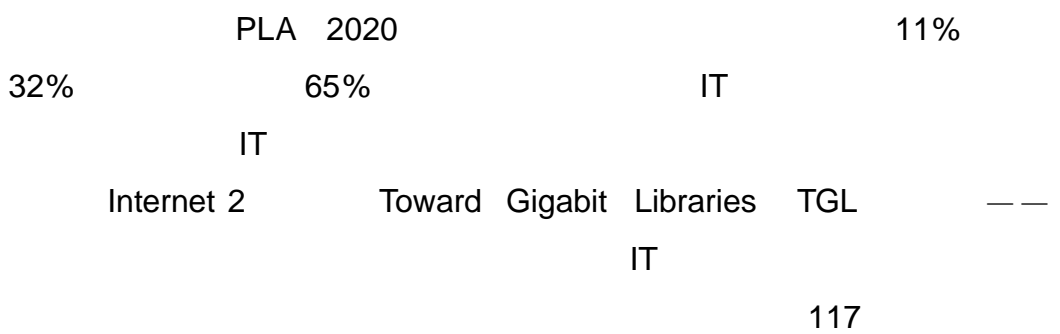 PLA 2020 11%
32% 65% IT
IT
Internet 2 Toward Gigabit Libraries TGL ——
IT
117